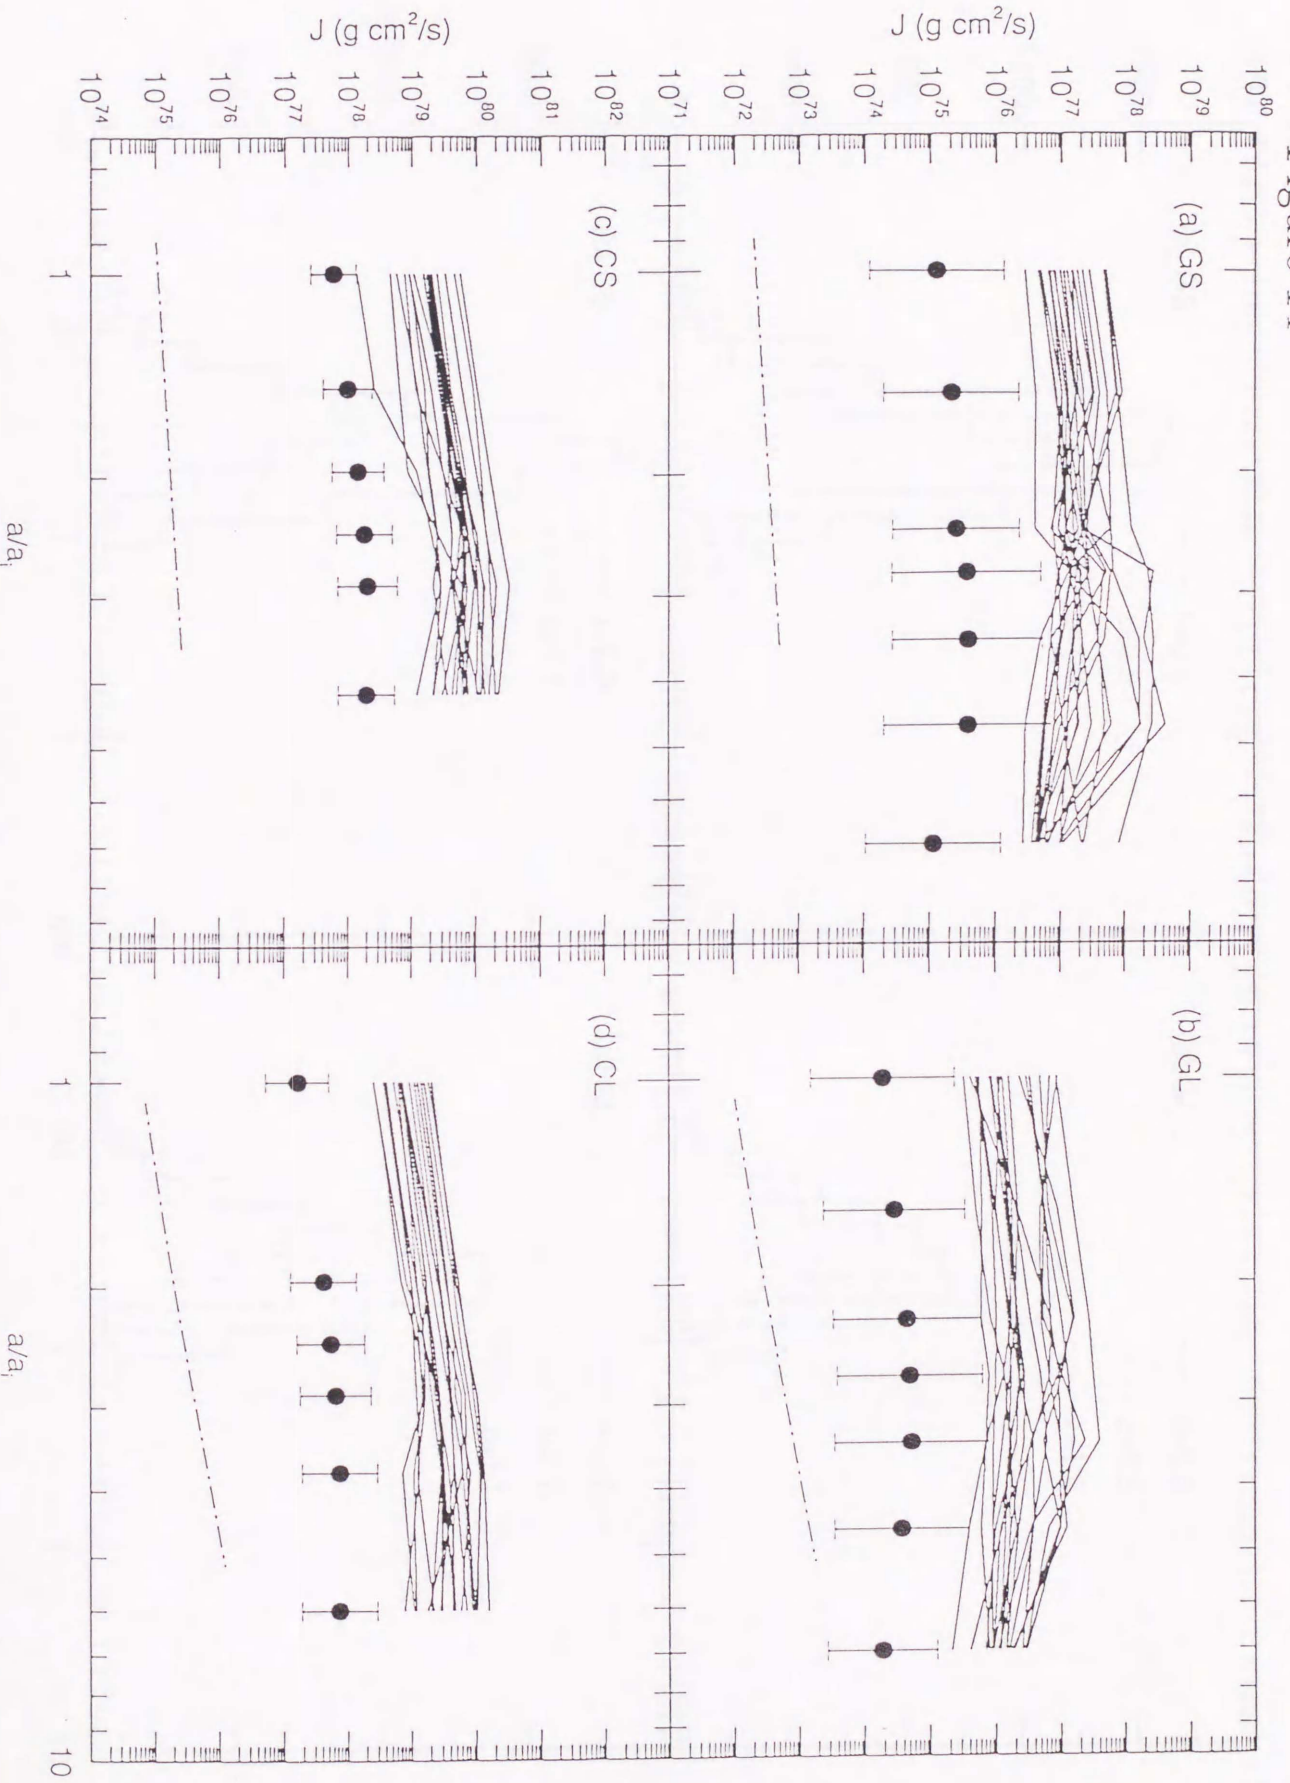 Figure
(a) GS
(b) GL
J (g cm²/s)
10⁸⁰
10⁷⁹
10⁷⁸
10⁷⁷
10⁷⁶
10⁷⁵
10⁷⁴
10⁷³
10⁷²
10⁷¹
(c) CS
(d) CL
J (g cm²/s)
10⁸²
10⁸¹
10⁸⁰
10⁷⁹
10⁷⁸
10⁷⁷
10⁷⁶
10⁷⁵
10⁷⁴
1
1
10
a/aᵢ
a/aᵢ